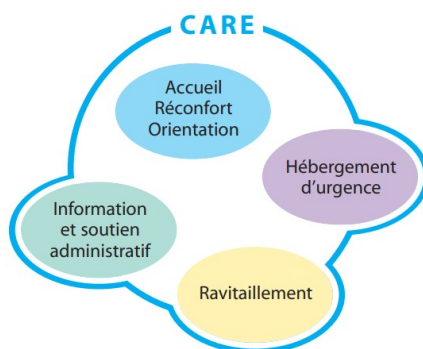 CARE
Accueil
Réconfort
Orientation
Hébergement
d’urgence
Information
et soutien
administratif
Ravitaillement